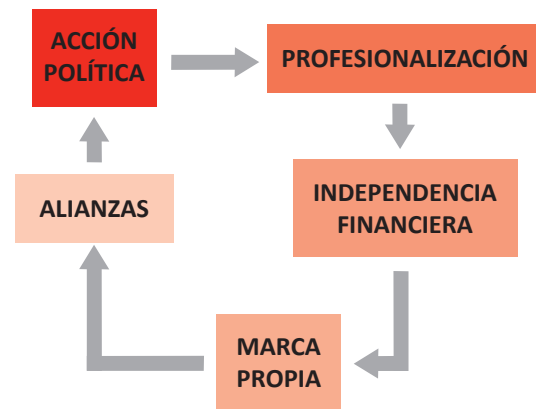 ACCIÓN
POLÍTICA
PROFESIONALIZACIÓN
INDEPENDENCIA
FINANCIERA
MARCA
PROPIA
ALIANZAS